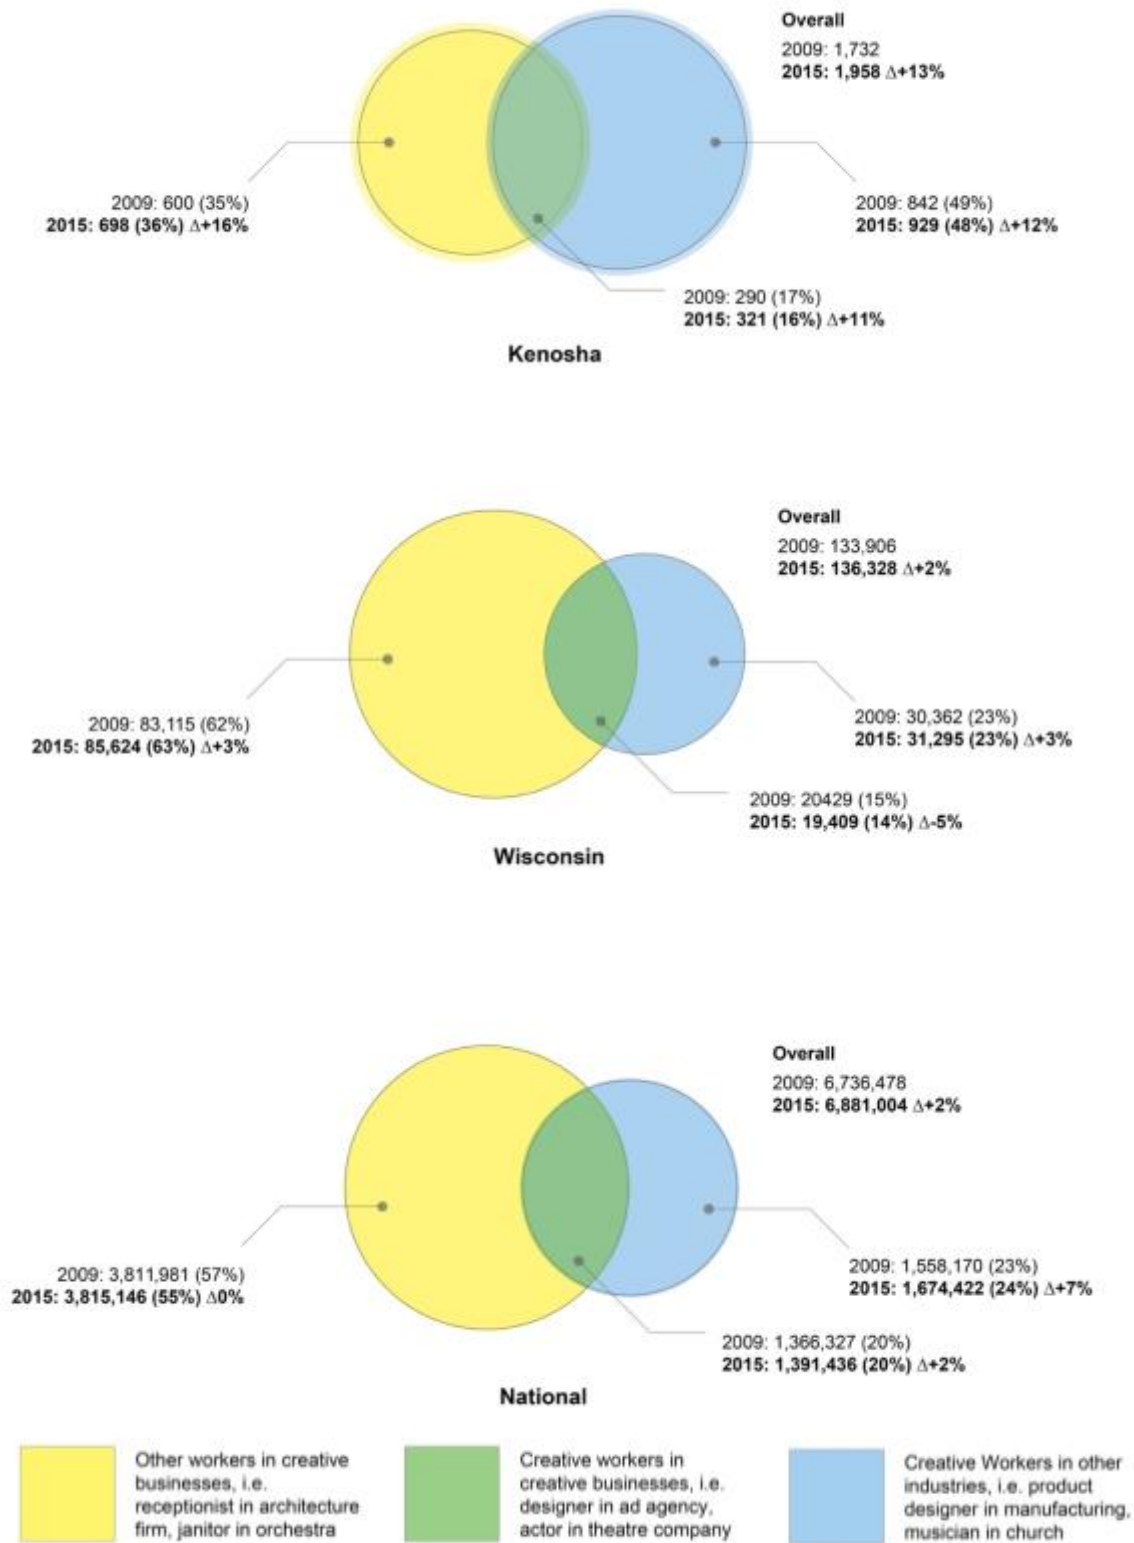 Overall
2009: 1,732
2015: 1,958 Δ+13%
2009: 600 (35%)
2015: 698 (36%) Δ+16%
2009: 842 (49%)
2015: 929 (48%) Δ+12%
2009: 290 (17%)
2015: 321 (16%) Δ+11%
Kenosha
Overall
2009: 133,906
2015: 136,328 Δ+2%
2009: 83,115 (62%)
2015: 85,624 (63%) Δ+3%
2009: 30,362 (23%)
2015: 31,295 (23%) Δ+3%
2009: 20429 (15%)
2015: 19,409 (14%) Δ-5%
Wisconsin
Overall
2009: 6,736,478
2015: 6,881,004 Δ+2%
2009: 3,811,981 (57%)
2015: 3,815,146 (55%) Δ0%
2009: 1,558,170 (23%)
2015: 1,674,422 (24%) Δ+7%
2009: 1,366,327 (20%)
2015: 1,391,436 (20%) Δ+2%
National
Other workers in creative
businesses, i.e.
receptionist in architecture
firm, janitor in orchestra
Creative workers in
creative businesses, i.e.
designer in ad agency,
actor in theatre company
Creative Workers in other
industries, i.e. product
designer in manufacturing,
musician in church